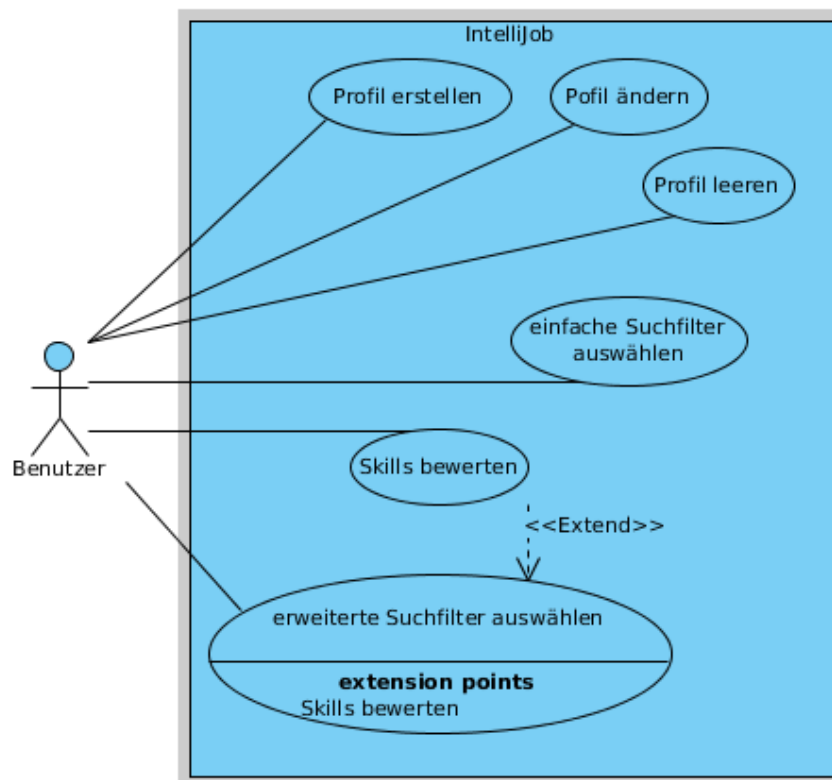 IntelliJob
Profil erstellen
Pofil ändern
Profil leeren
einfache Suchfilter
auswählen
Benutzer
Skills bewerten
<<Extend>>
erweiterte Suchfilter auswählen
extension points
Skills bewerten